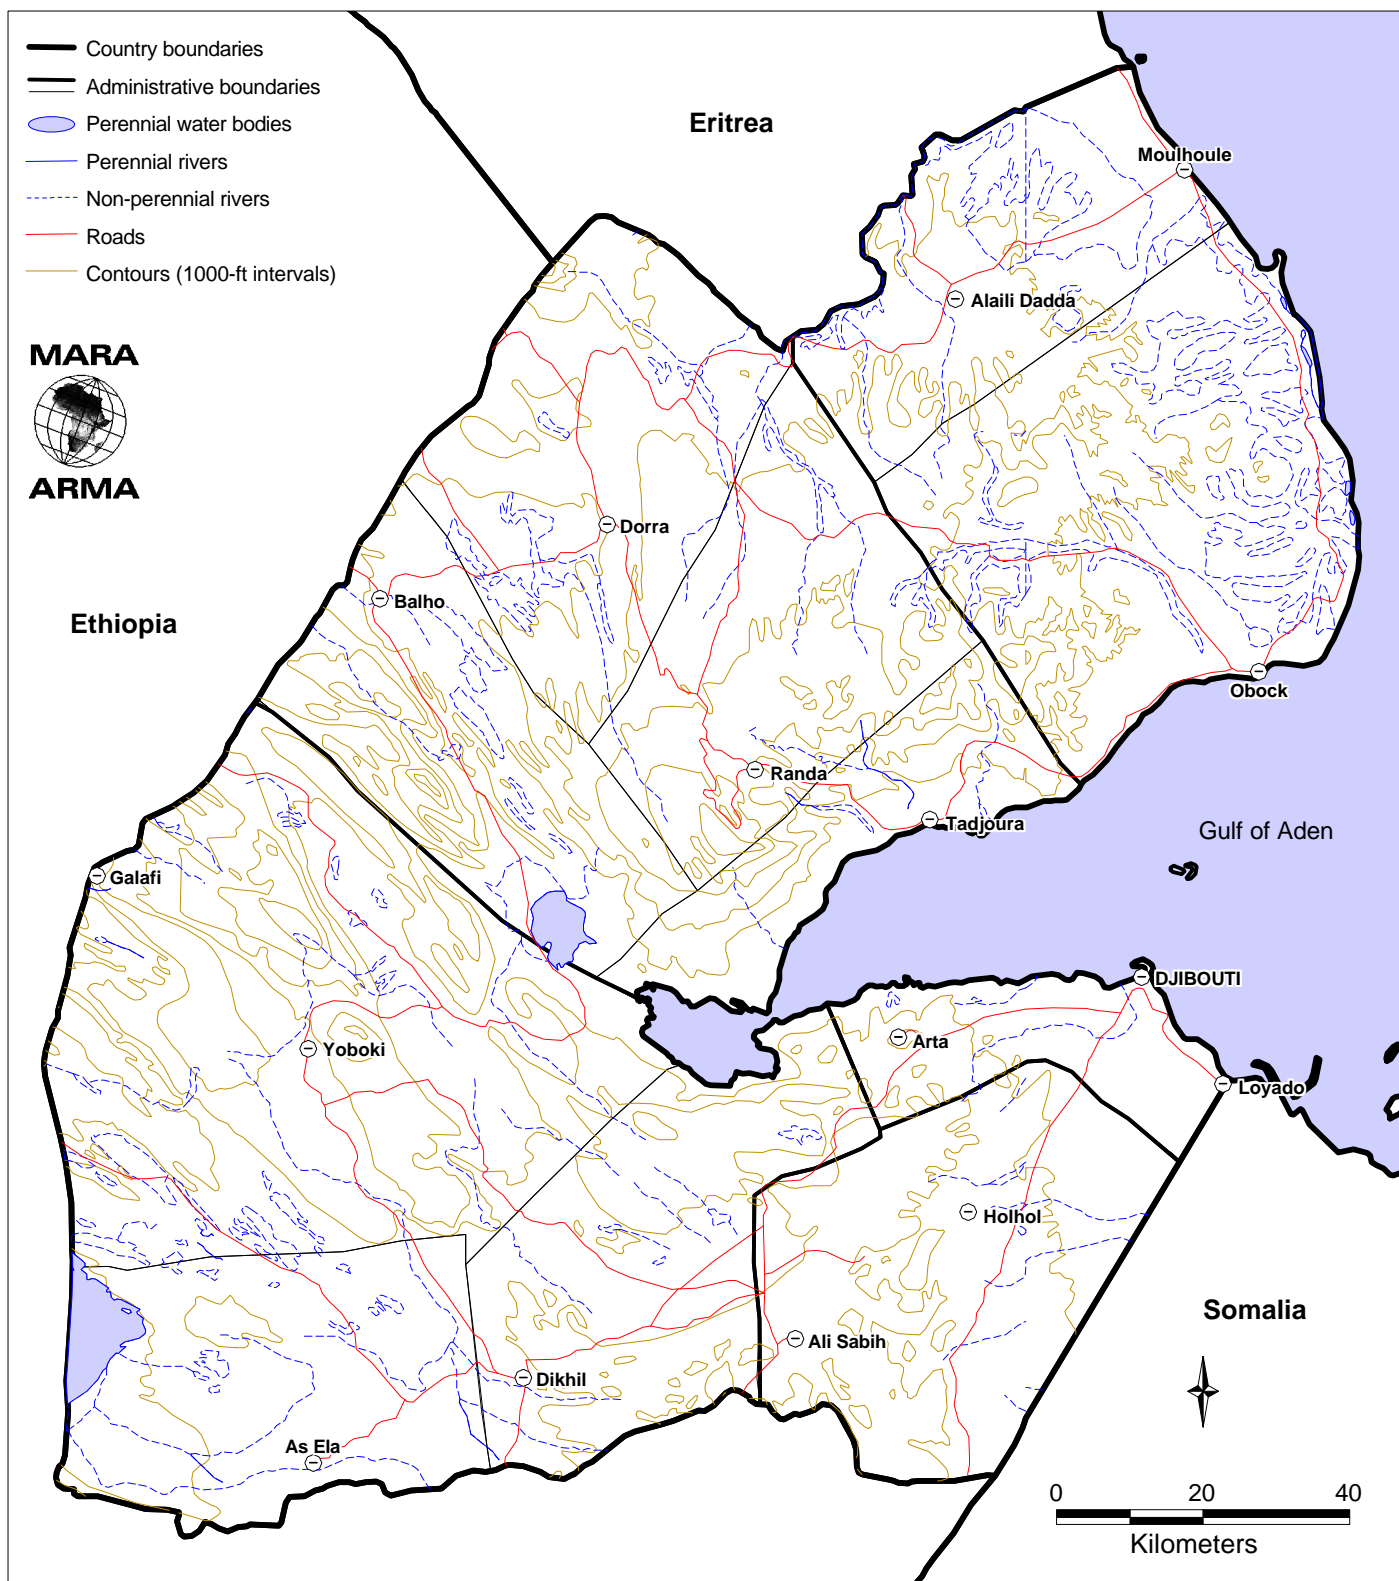 Country boundaries
Administrative boundaries
Perennial water bodies
Perennial rivers
Non-perennial rivers
Roads
Contours (1000-ft intervals)
MARA
ARMA
Eritrea
Moulhoule
Alaili Dadda
Dorra
Balho
Ethiopia
Obock
Randa
Tadjoura
Gulf of Aden
Galafi
DJIBOUTI
Arta
Yoboki
Loyado
Holhol
Somalia
Ali Sabih
Dikhil
As Ela
0 20 40
Kilometers